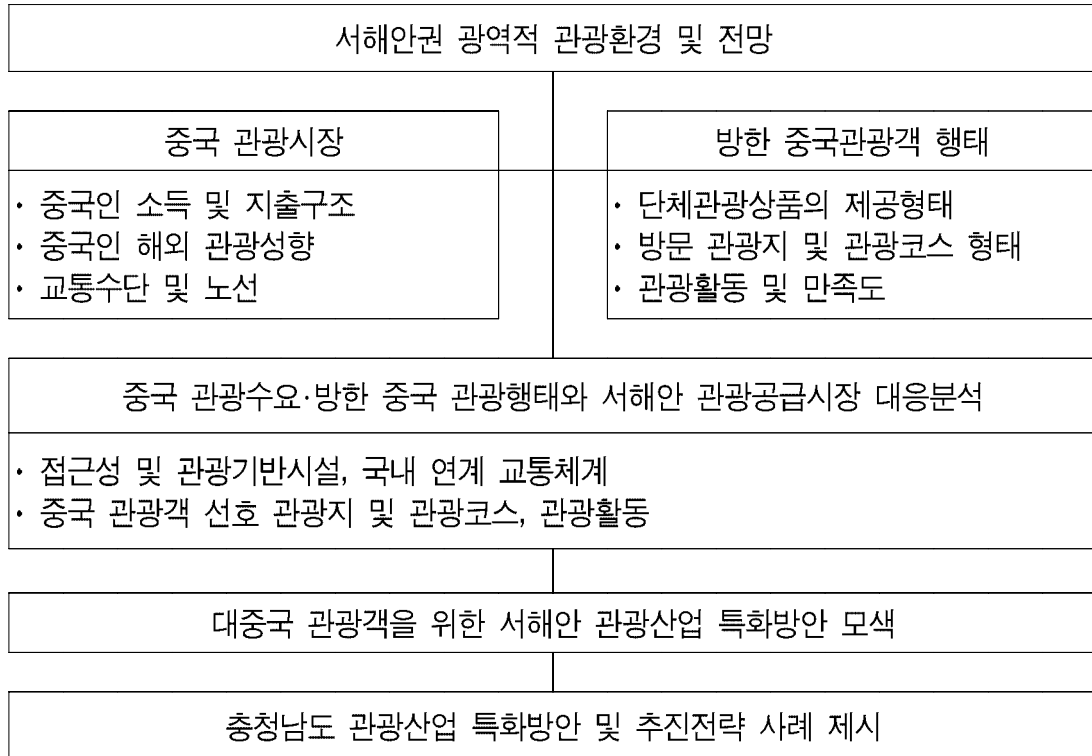 서해안권 광역적 관광환경 및 전망
중국 관광시장
• 중국인 소득 및 지출구조
• 중국인 해외 관광성향
• 교통수단 및 노선
방한 중국관광객 행태
• 단체관광상품의 제공형태
• 방문 관광지 및 관광코스 형태
• 관광활동 및 만족도
중국 관광수요·방한 중국 관광행태와 서해안 관광공급시장 대응분석
• 접근성 및 관광기반시설, 국내 연계 교통체계
• 중국 관광객 선호 관광지 및 관광코스, 관광활동
대중국 관광객을 위한 서해안 관광산업 특화방안 모색
충청남도 관광산업 특화방안 및 추진전략 사례 제시